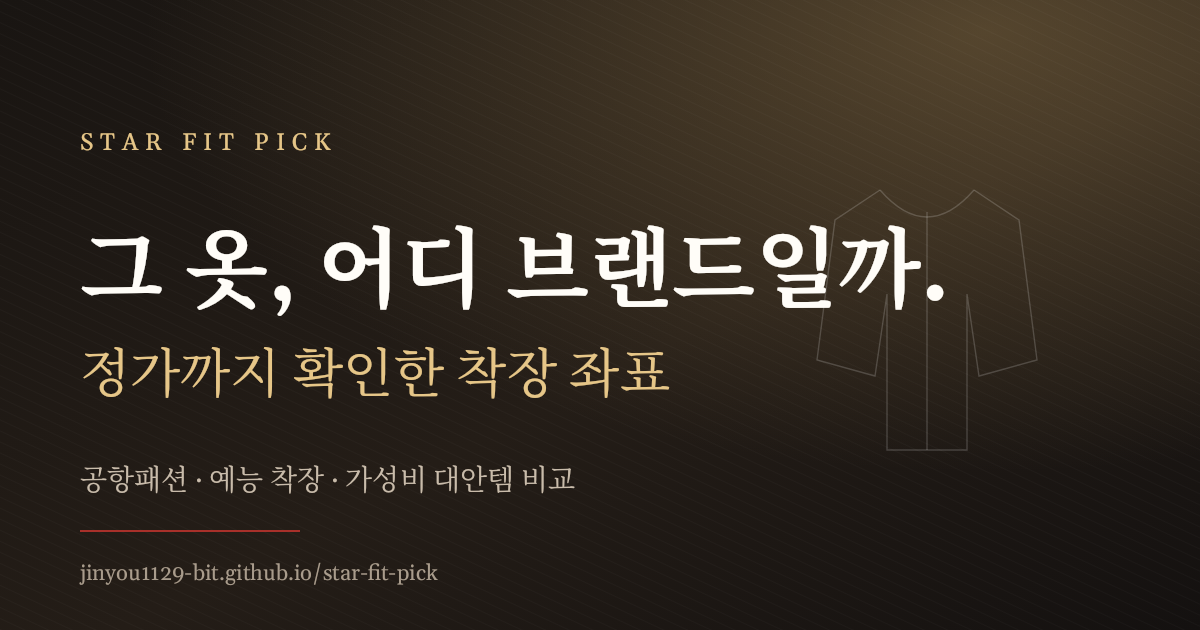 STAR FIT PICK
그 옷, 어디 브랜드일까.
정가까지 확인한 착장 좌표
공항패션 · 예능 착장 · 가성비 대안템 비교
jinyou1129-bit.github.io/star-fit-pick